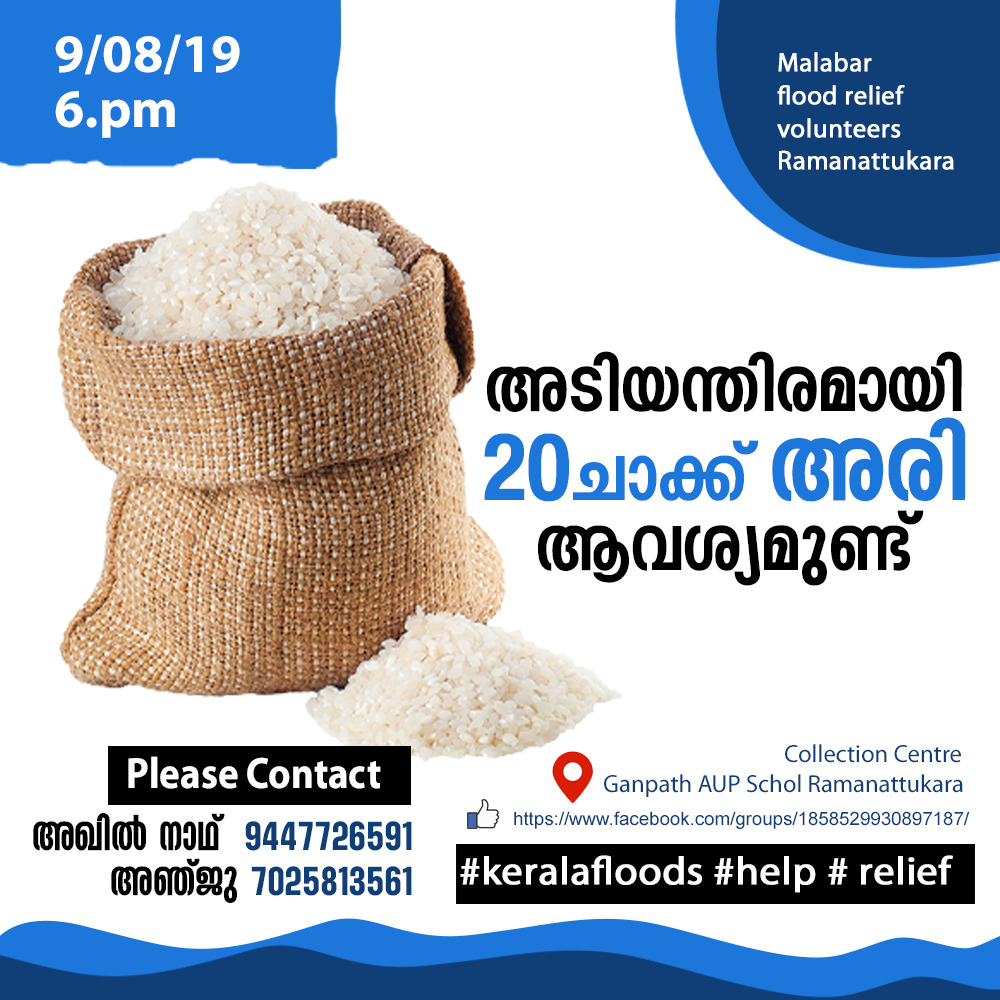 9/08/19
6.pm
Malabar
flood relief
volunteers
Ramanattukara
അടിയന്തിരമായി
20ചാക്ക് അരി
ആവശ്യമുണ്ട്
Please Contact
അഖിൽ നാഥ് 9447726591
അഞ്ജു 7025813561
Collection Centre
Ganpath AUP Schol Ramanattukara
https://www.facebook.com/groups/1858529930897187/
#keralafloods #help # relief